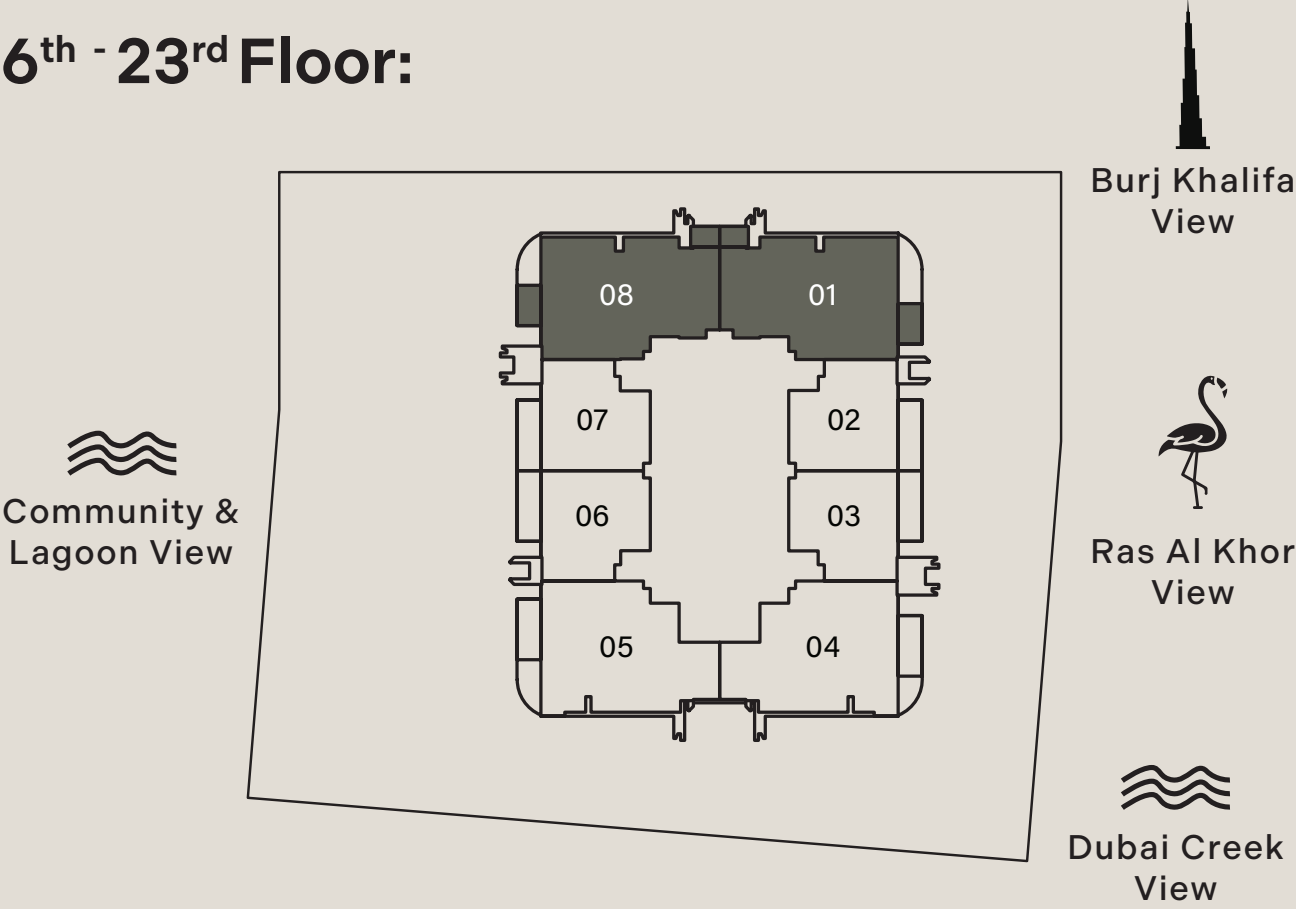 6th - 23rd Floor:
Burj Khalifa
View
08
01
07
02
Community &
Lagoon View
06
03
Ras Al Khor
View
05
04
Dubai Creek
View